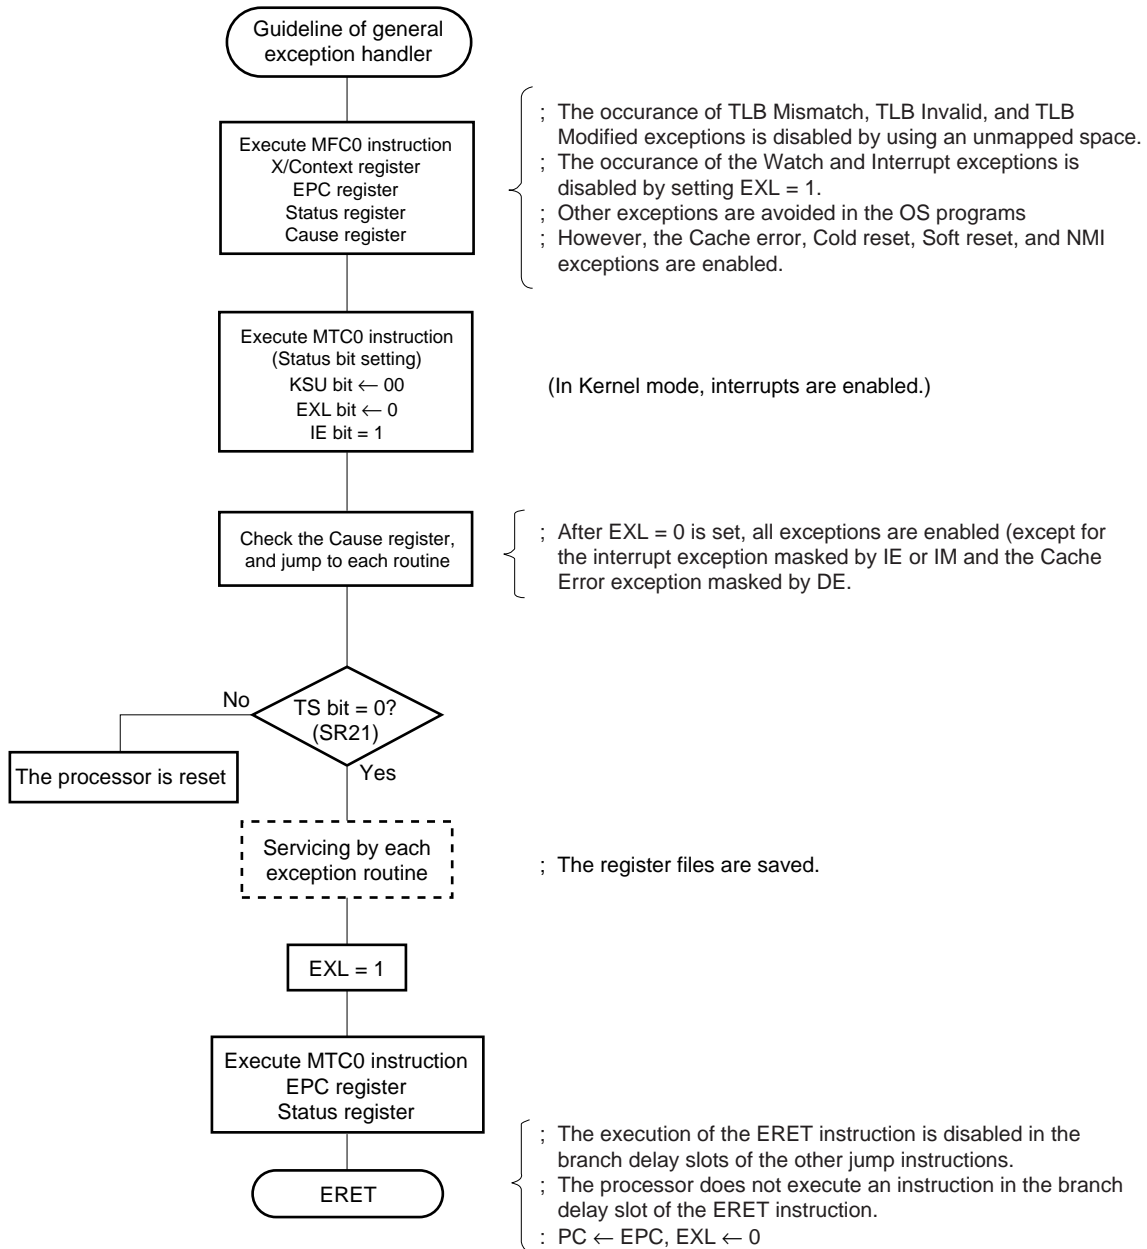 Guideline of general
exception handler
Execute MFC0 instruction
X/Context register
EPC register
Status register
Cause register
; The occurance of TLB Mismatch, TLB Invalid, and TLB
Modified exceptions is disabled by using an unmapped space.
; The occurance of the Watch and Interrupt exceptions is
disabled by setting EXL = 1.
; Other exceptions are avoided in the OS programs
; However, the Cache error, Cold reset, Soft reset, and NMI
exceptions are enabled.
Execute MTC0 instruction
(Status bit setting)
KSU bit ← 00
EXL bit ← 0
IE bit = 1
(In Kernel mode, interrupts are enabled.)
Check the Cause register,
and jump to each routine
; After EXL = 0 is set, all exceptions are enabled (except for
the interrupt exception masked by IE or IM and the Cache
Error exception masked by DE.
TS bit = 0?
(SR21)
No
The processor is reset
Yes
Servicing by each
exception routine
; The register files are saved.
EXL = 1
Execute MTC0 instruction
EPC register
Status register
ERET
; The execution of the ERET instruction is disabled in the
branch delay slots of the other jump instructions.
; The processor does not execute an instruction in the branch
delay slot of the ERET instruction.
: PC ← EPC, EXL ← 0